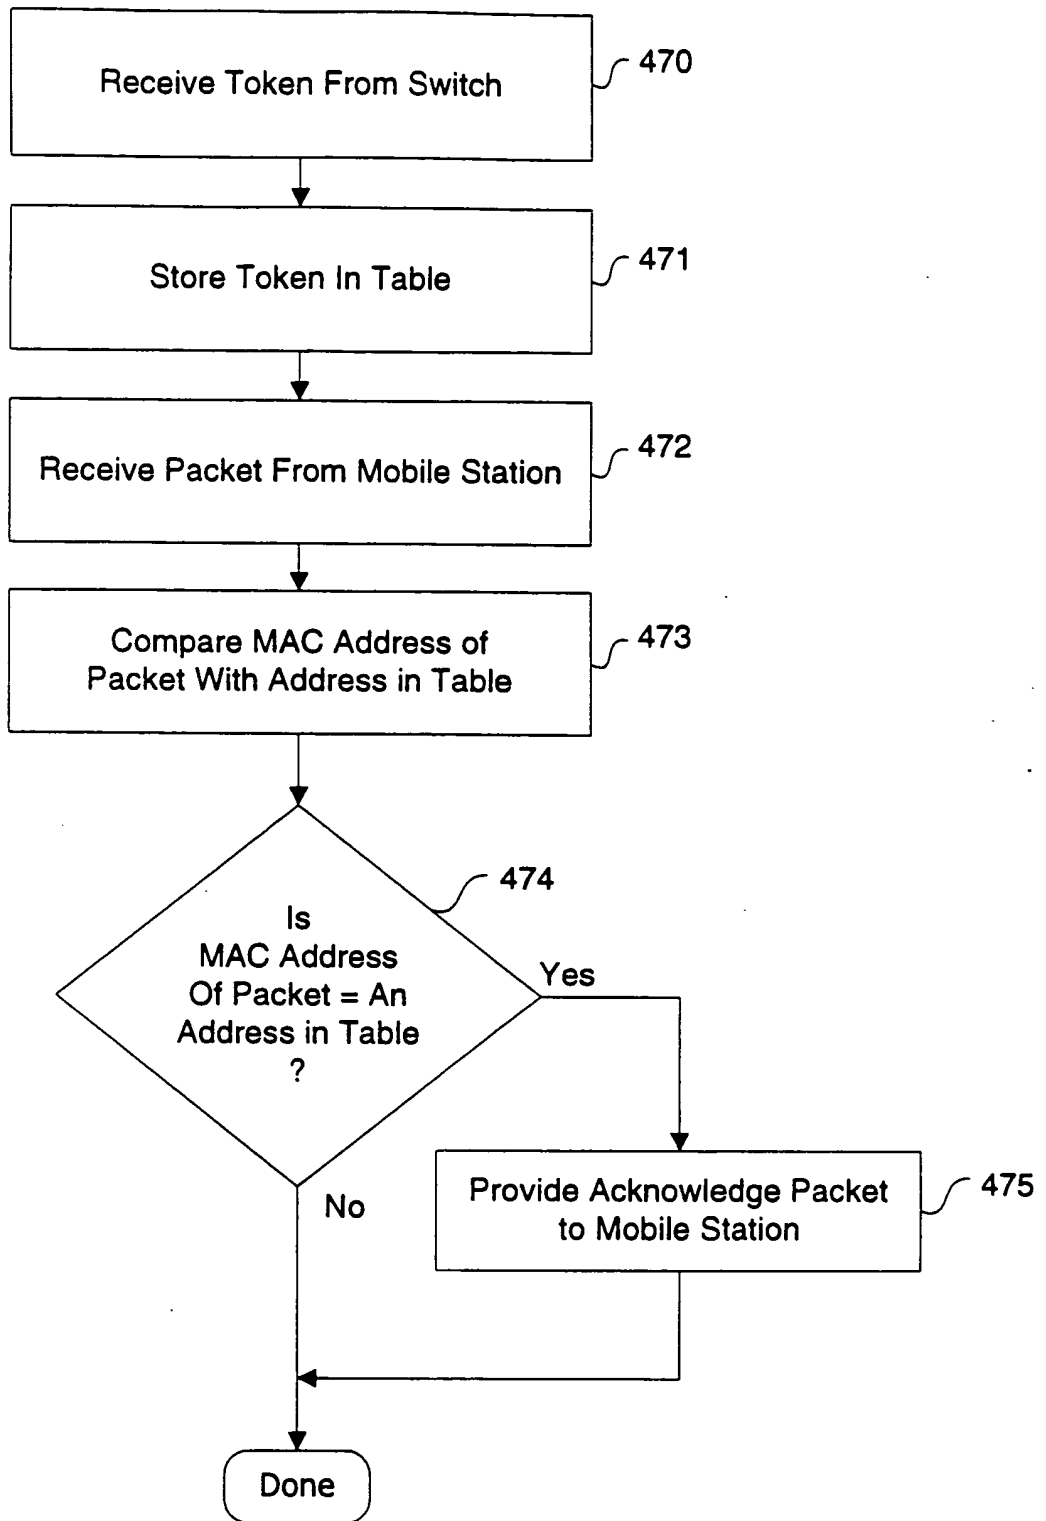 Receive Token From Switch
470
Store Token In Table
471
Receive Packet From Mobile Station
472
Compare MAC Address of
Packet With Address in Table
473
474
Is
MAC Address
Of Packet = An
Address in Table
?
Yes
No
Provide Acknowledge Packet
to Mobile Station
475
Done